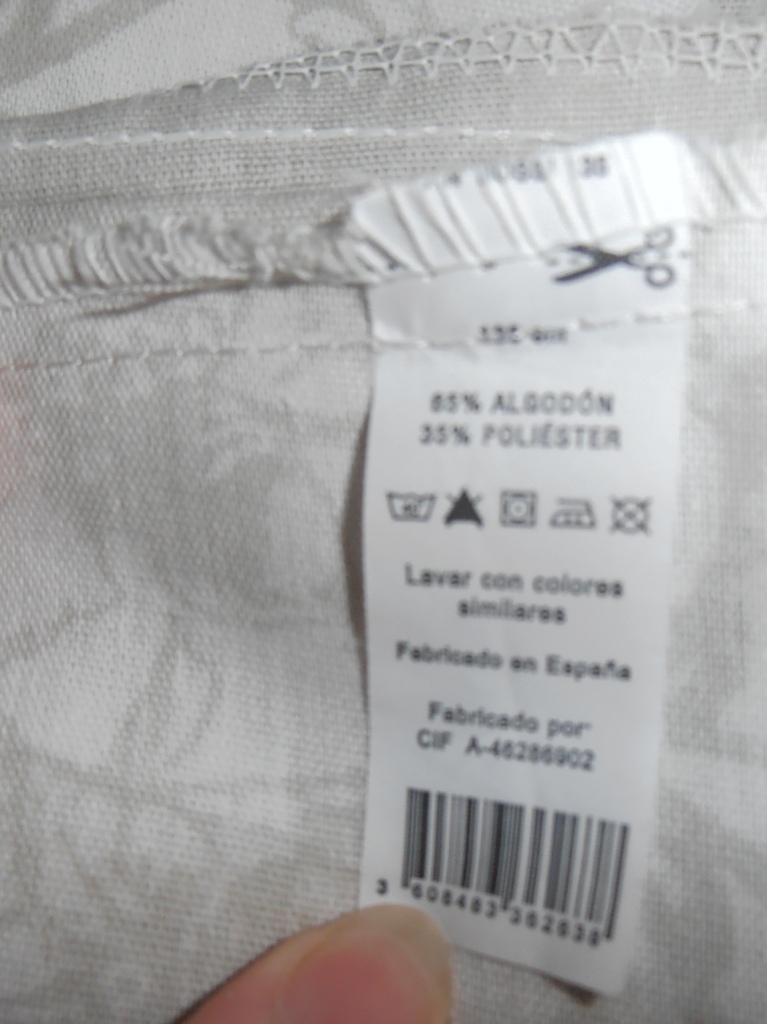 65% ALGODÓN
35% POLIÉSTER
Lavar con colores
similares
Fabricado en España
Fabricado por
CIF A-46286902